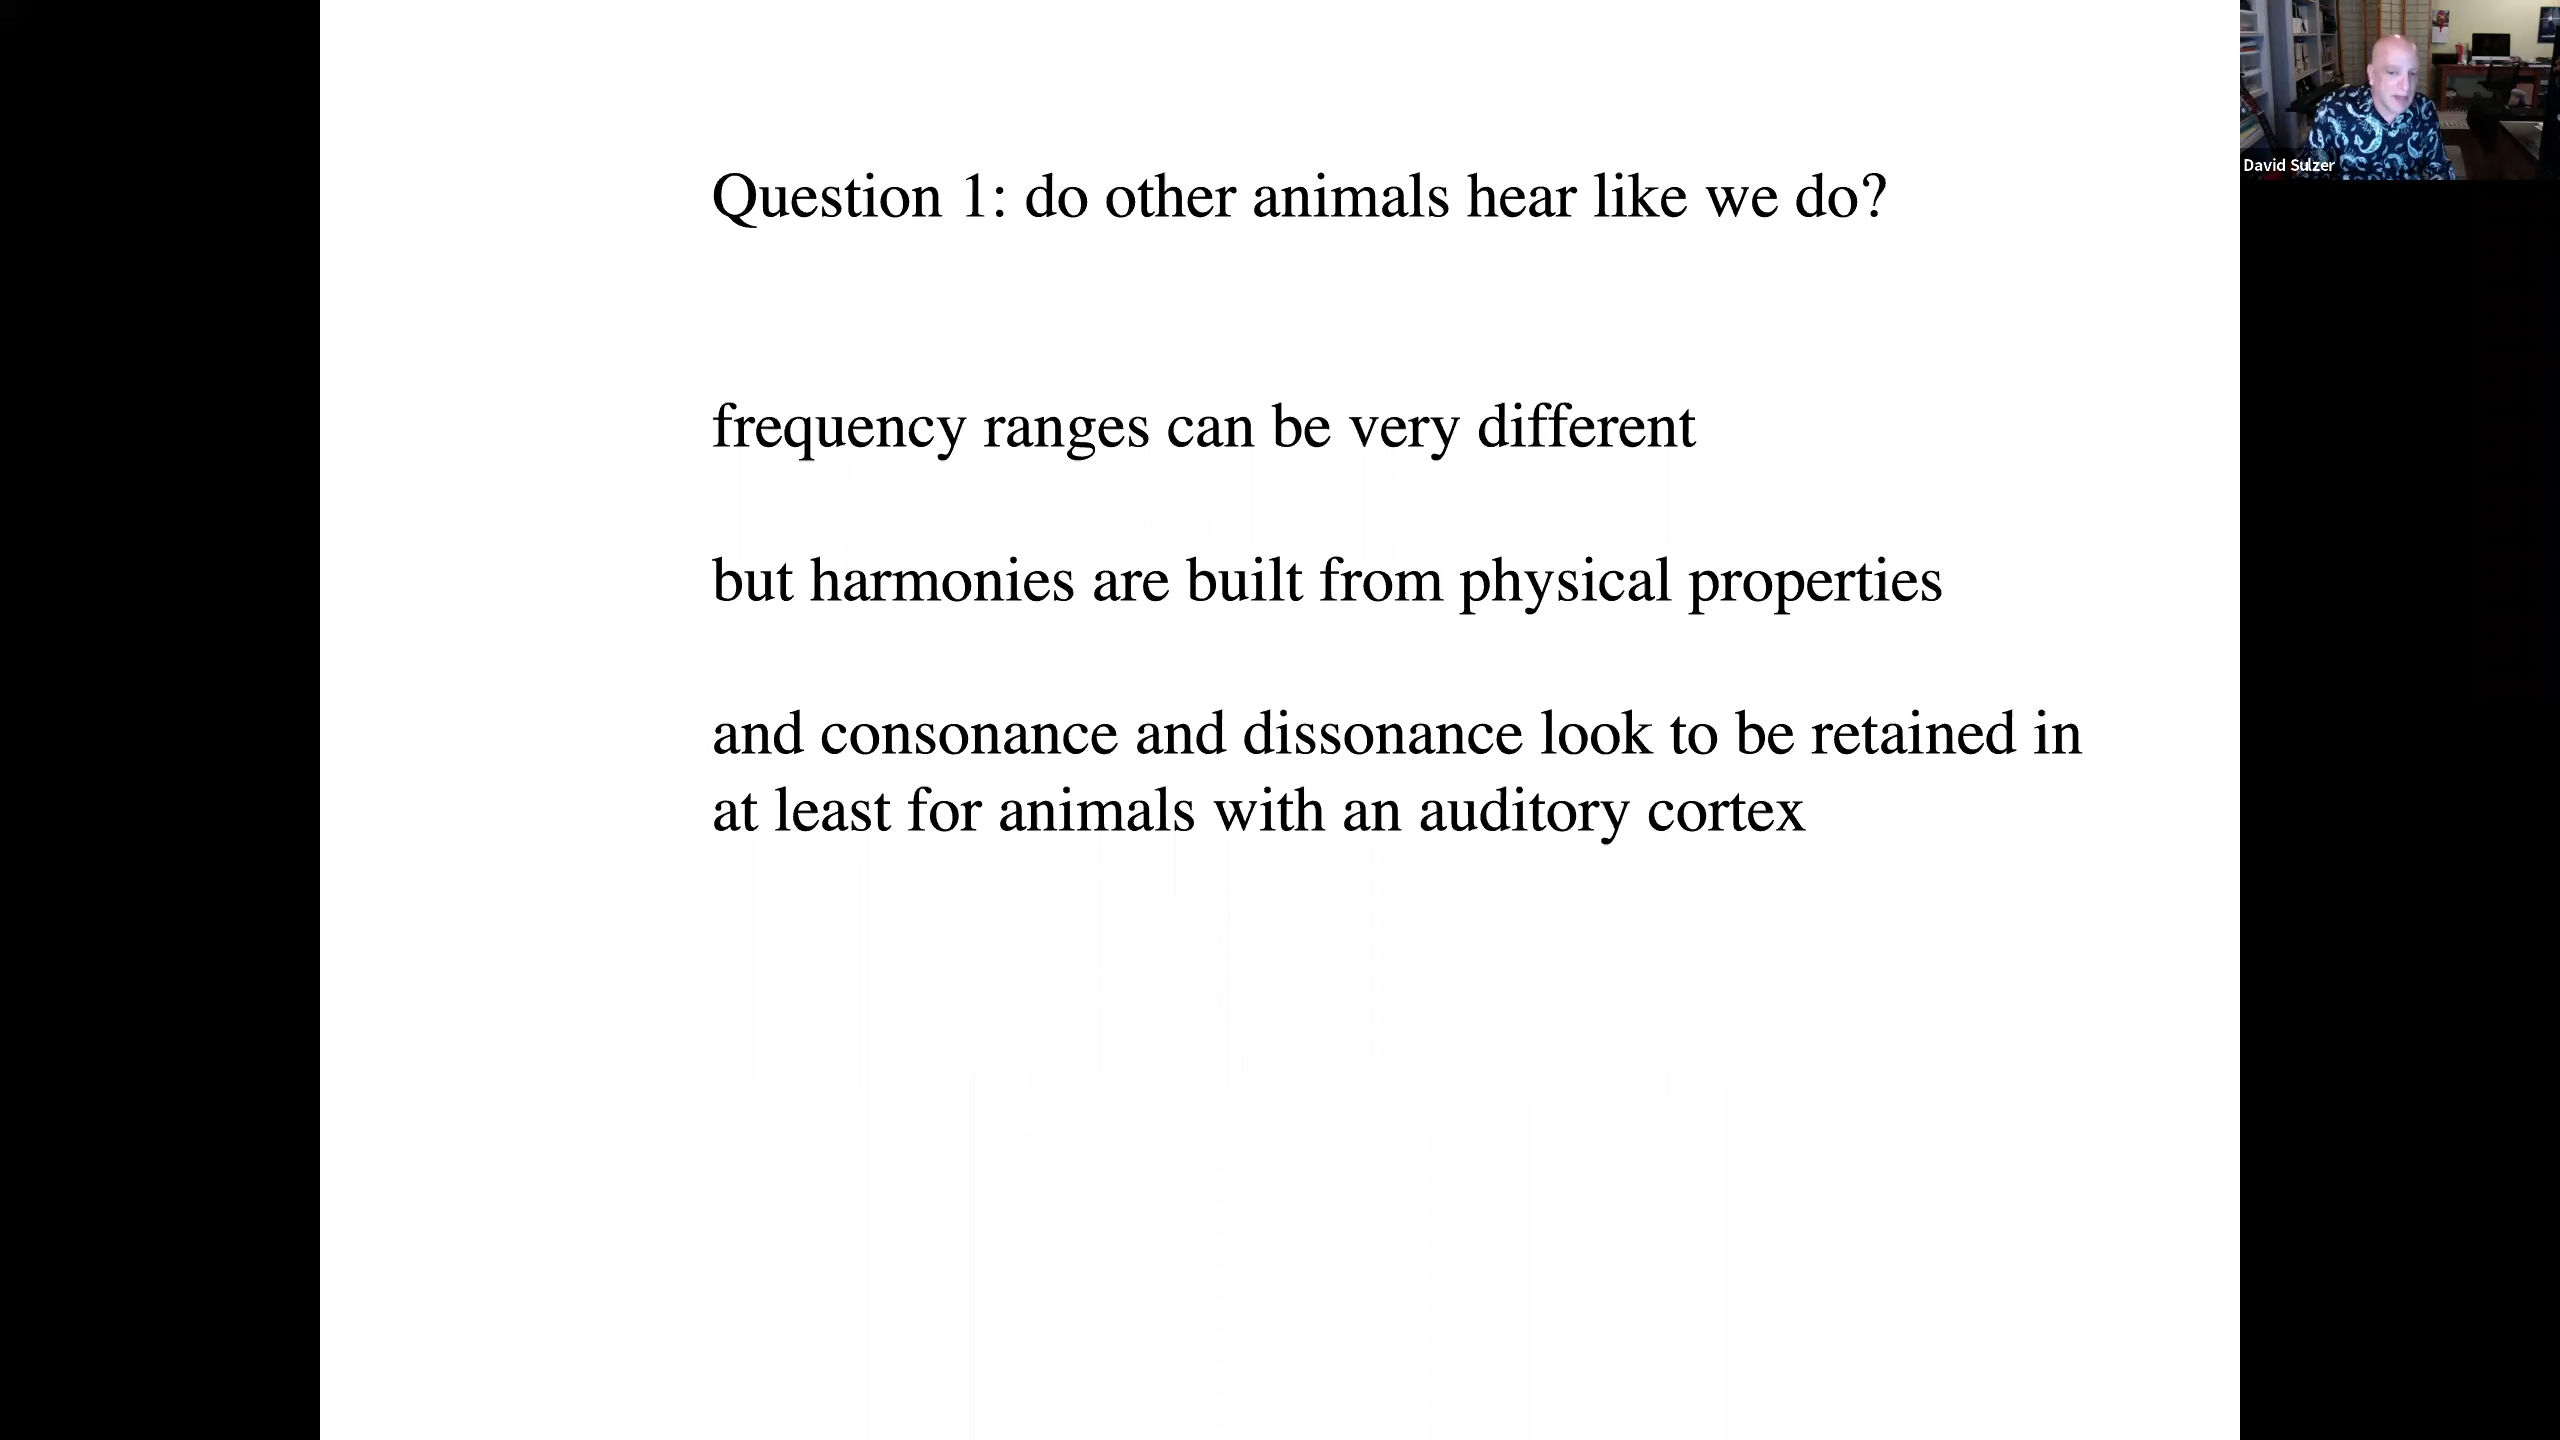 Question 1: do other animals hear like we do?
David Sulzer
frequency ranges can be very different
but harmonies are built from physical properties
and consonance and dissonance look to be retained in
at least for animals with an auditory cortex